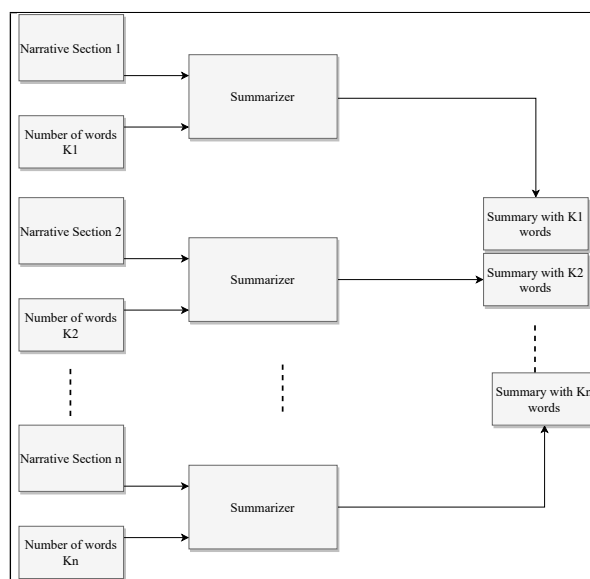 Narrative Section 1
Summarizer
Number of words
K1
Summary with K1
words
Narrative Section 2
Summarizer
Summary with K2
words
Number of words
K2
Summary with Kn
words
Narrative Section n
Summarizer
Number of words
Kn